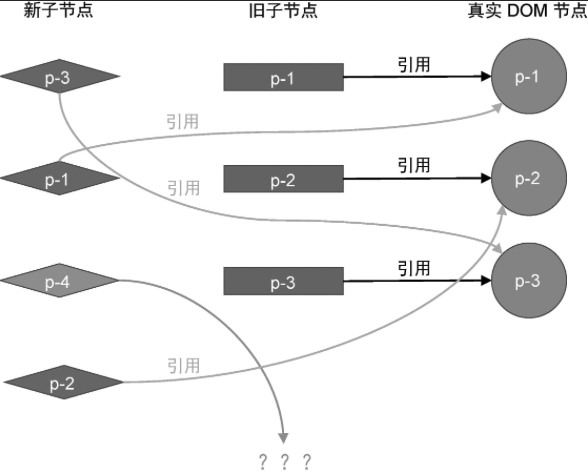 新子节点 旧子节点 真实 DOM 节点
p-3 p-1 引用 p-1
引用
p-1 引用 p-2 引用 p-2
p-4 p-3 引用 p-3
p-2 引用
? ? ?